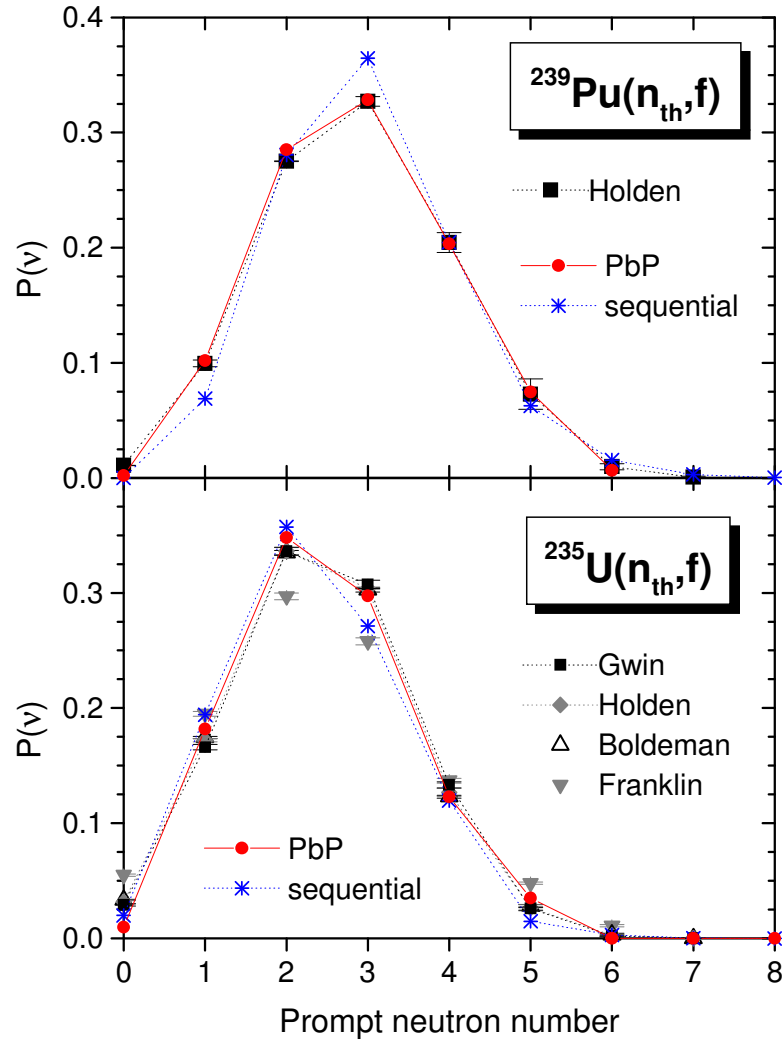 0.4
0.3
0.2
0.1
0.0
P(ν)
²³⁹Pu(nₜₕ,f)
Holden
PbP
sequential
0.3
0.2
0.1
0.0
P(ν)
²³⁵U(nₜₕ,f)
Gwin
Holden
Boldeman
Franklin
PbP
sequential
0 1 2 3 4 5 6 7 8
Prompt neutron number